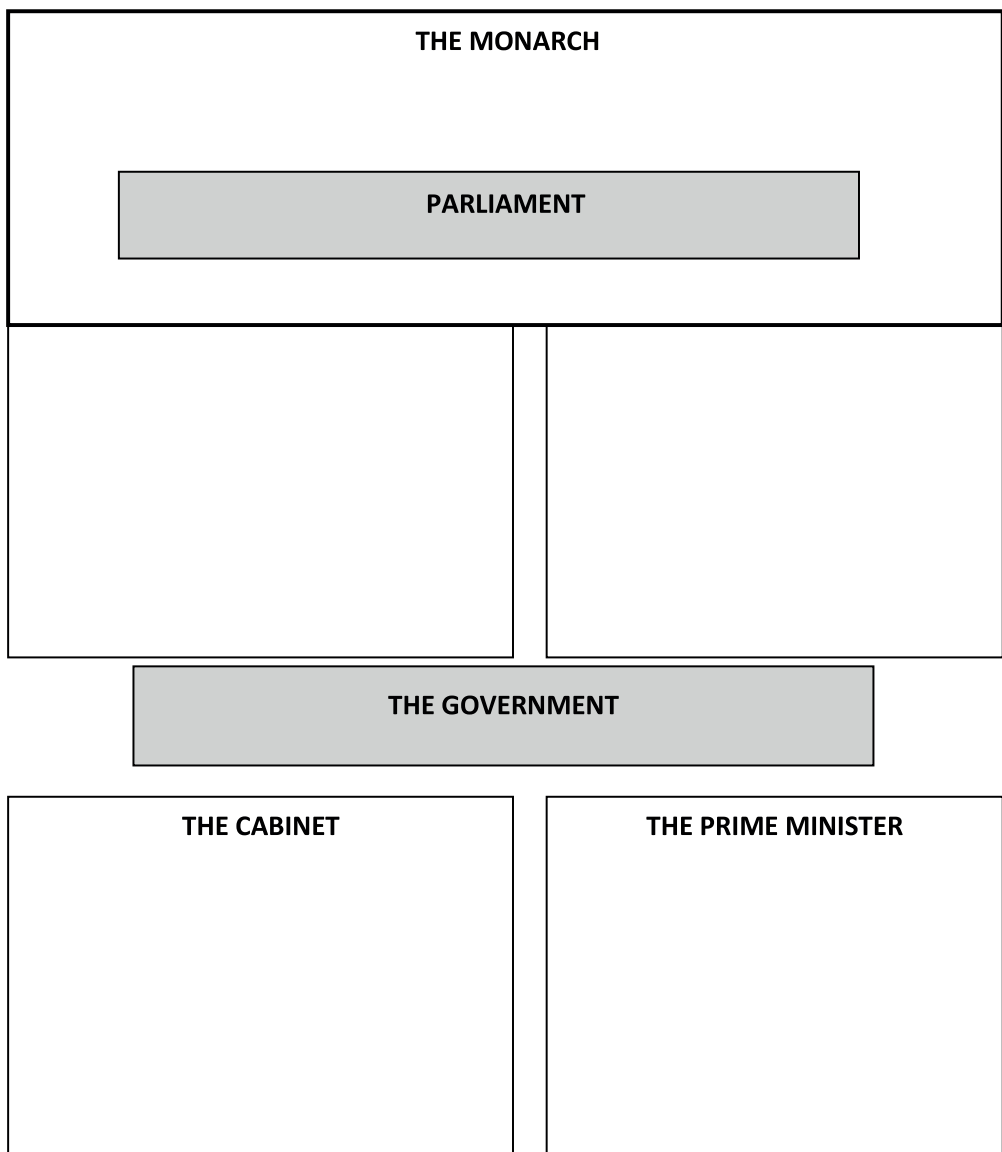 THE MONARCH
PARLIAMENT
THE GOVERNMENT
THE CABINET
THE PRIME MINISTER